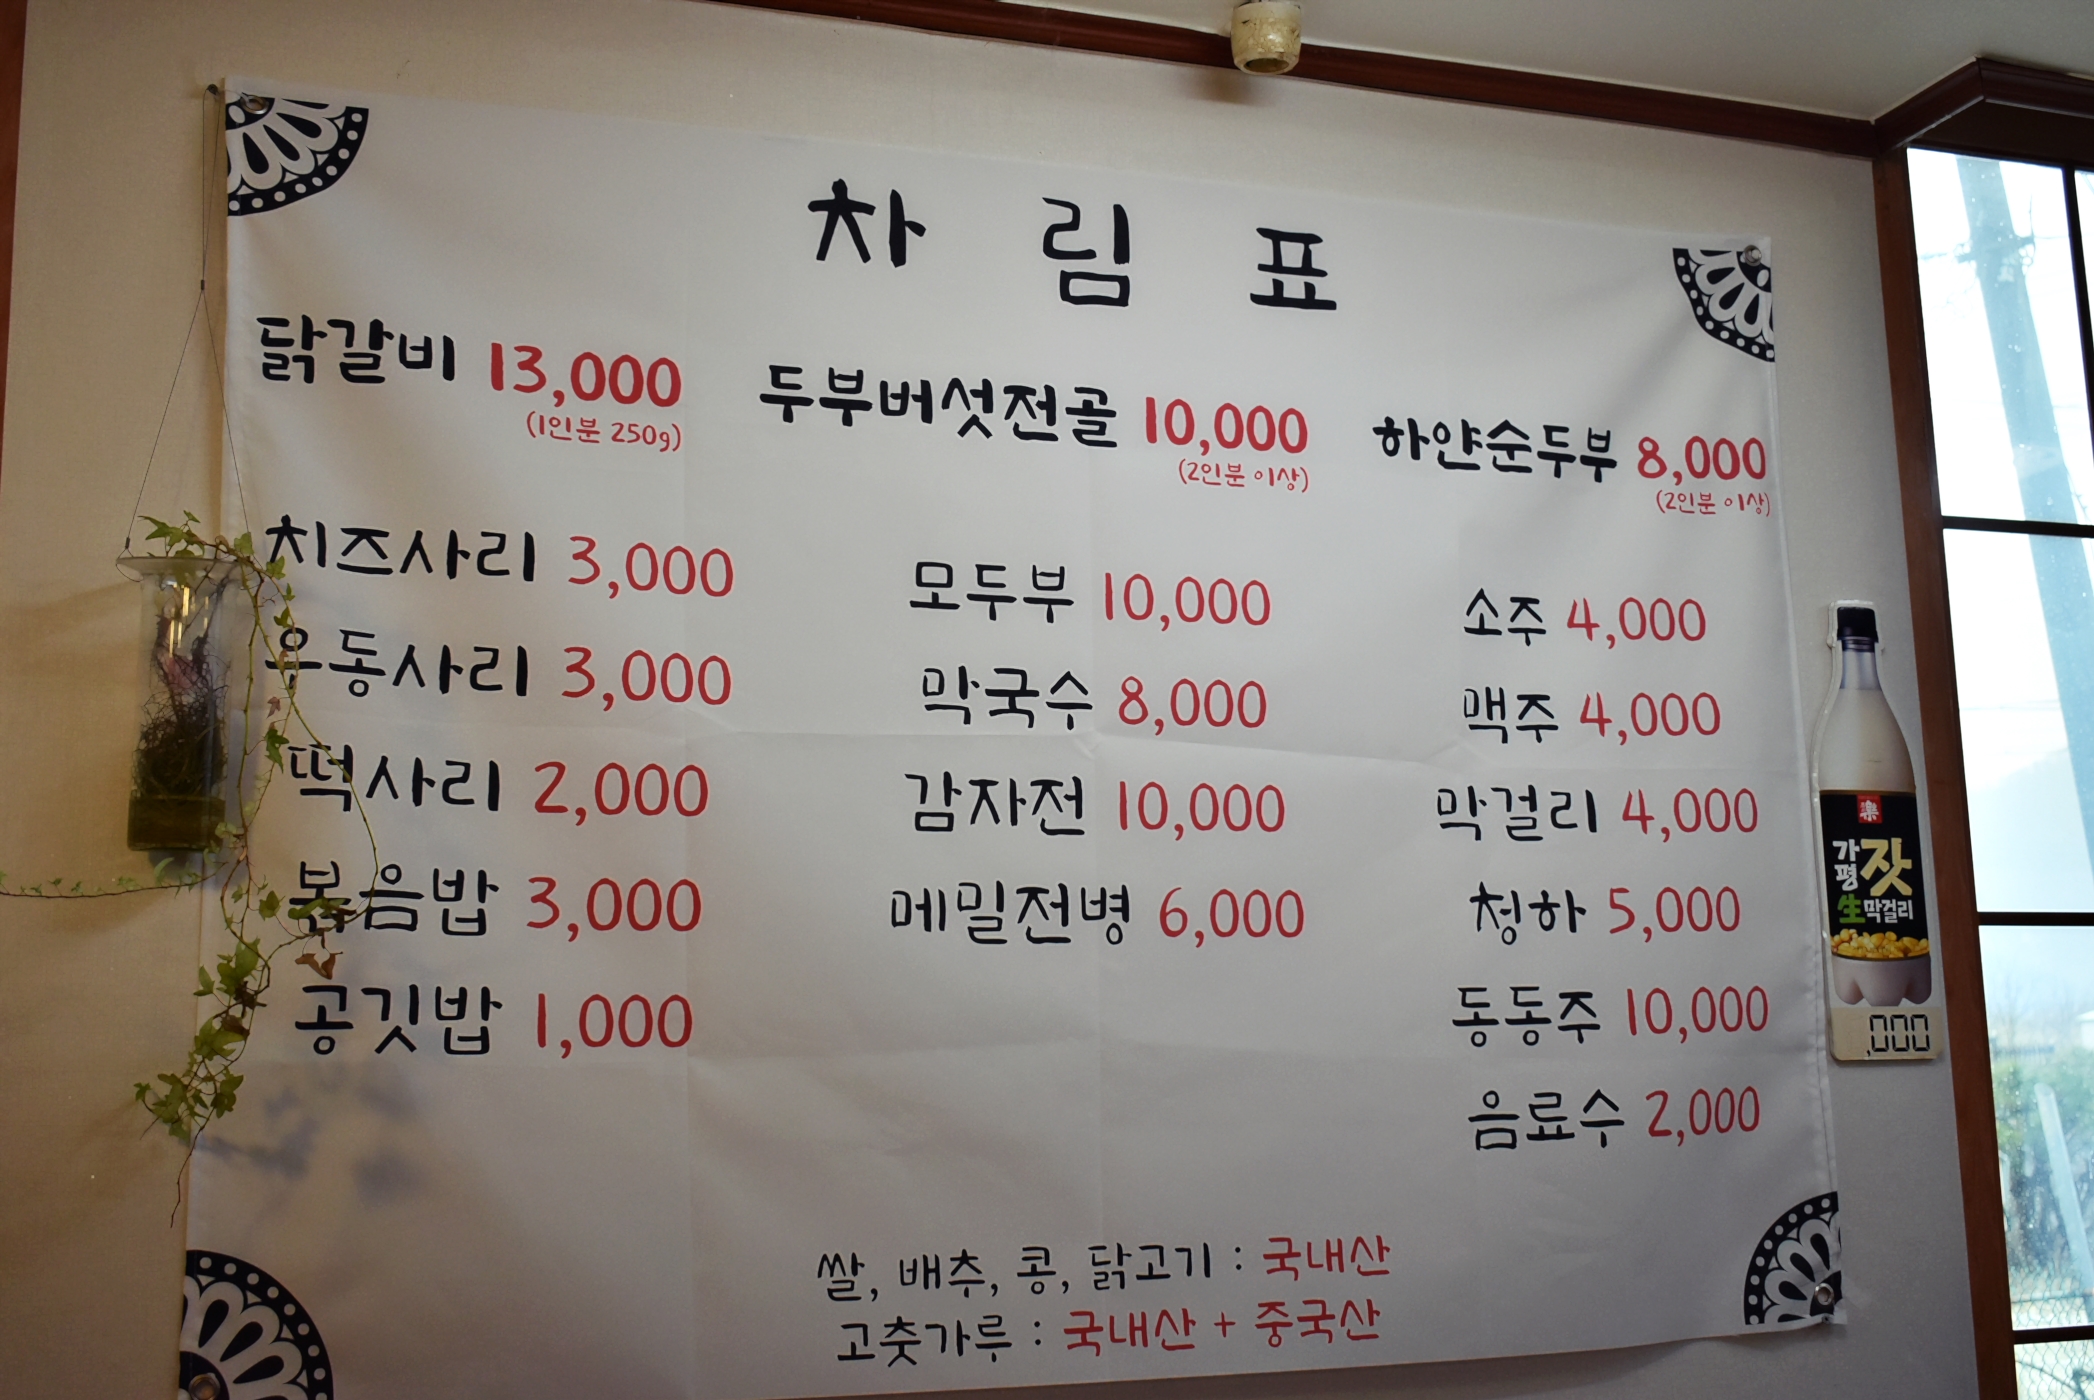 차림표
닭갈비 13,000
(1인분 250g)
두부버섯전골 10,000
(2인분 이상)
하얀순두부 8,000
(2인분 이상)
치즈사리 3,000
우동사리 3,000
떡사리 2,000
볶음밥 3,000
공깃밥 1,000
모두부 10,000
막국수 8,000
감자전 10,000
메밀전병 6,000
소주 4,000
맥주 4,000
막걸리 4,000
청하 5,000
동동주 10,000
음료수 2,000
쌀, 배추, 콩, 닭고기 : 국내산
고춧가루 : 국내산 + 중국산
樂
가평 잣
生막걸리
,000